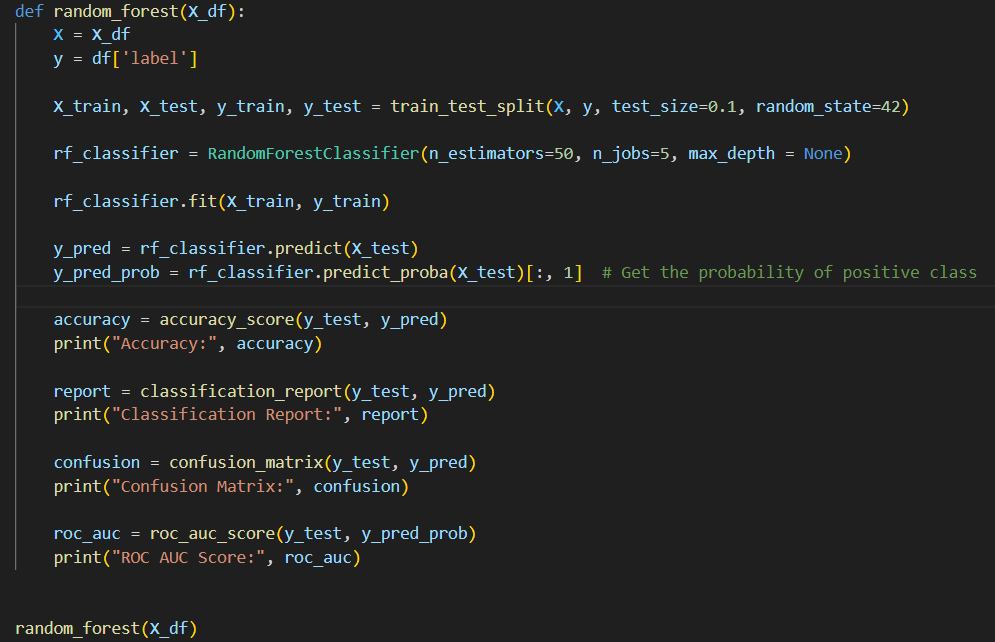 def random_forest(X_df):
    X = X_df
    y = df['label']
    X_train, X_test, y_train, y_test = train_test_split(X, y, test_size=0.1, random_state=42)
    rf_classifier = RandomForestClassifier(n_estimators=50, n_jobs=5, max_depth = None)
    rf_classifier.fit(X_train, y_train)
    y_pred = rf_classifier.predict(X_test)
    y_pred_prob = rf_classifier.predict_proba(X_test)[:, 1]  # Get the probability of positive class
    accuracy = accuracy_score(y_test, y_pred)
    print("Accuracy:", accuracy)
    report = classification_report(y_test, y_pred)
    print("Classification Report:", report)
    confusion = confusion_matrix(y_test, y_pred)
    print("Confusion Matrix:", confusion)
    roc_auc = roc_auc_score(y_test, y_pred_prob)
    print("ROC AUC Score:", roc_auc)
random_forest(X_df)